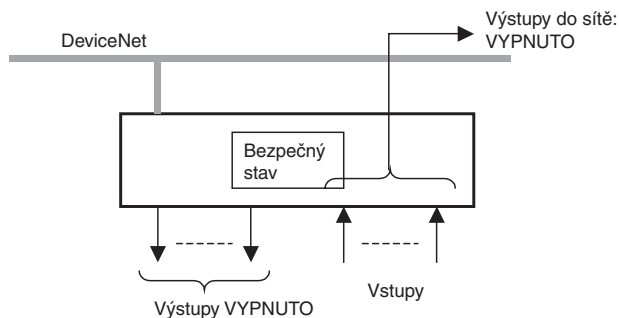 Výstupy do sítě:
VYPNUTO
DeviceNet
Bezpečný
stav
Vstupy
Výstupy VYPNUTO